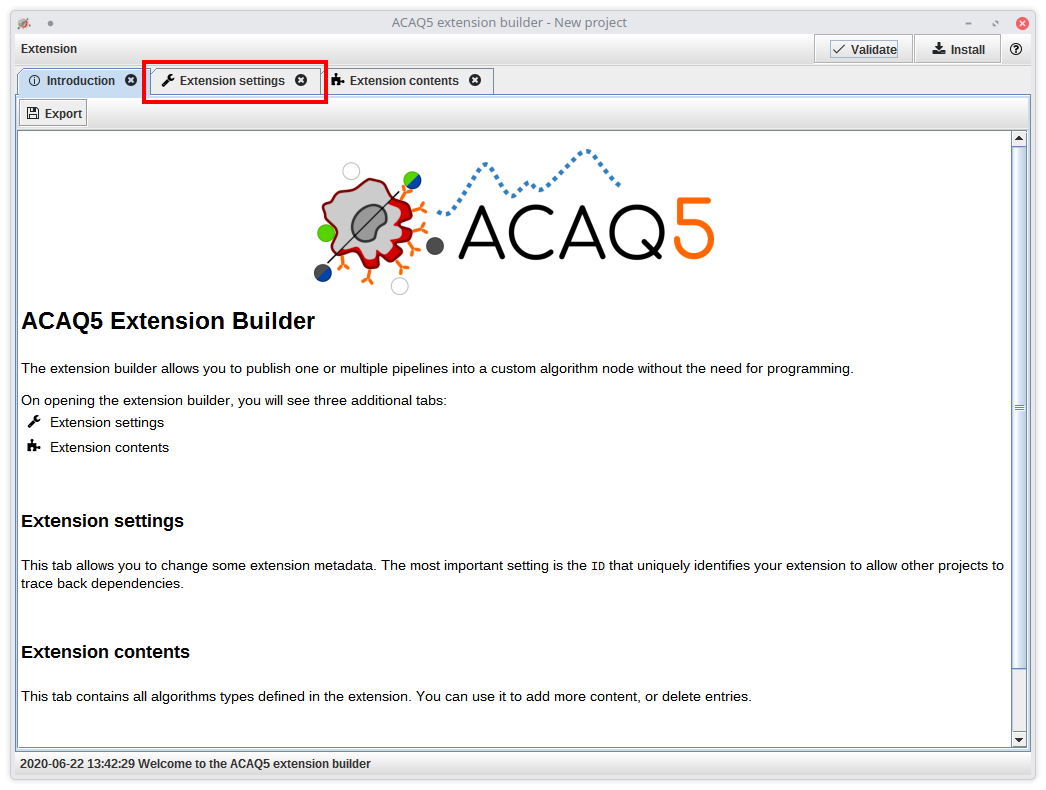 ACAQ5 extension builder - New project
Extension
Validate
Install
Introduction
Extension settings
Extension contents
Export
ACAQ5
ACAQ5 Extension Builder
The extension builder allows you to publish one or multiple pipelines into a custom algorithm node without the need for programming.
On opening the extension builder, you will see three additional tabs:
Extension settings
Extension contents
Extension settings
This tab allows you to change some extension metadata. The most important setting is the ID that uniquely identifies your extension to allow other projects to
trace back dependencies.
Extension contents
This tab contains all algorithms types defined in the extension. You can use it to add more content, or delete entries.
2020-06-22 13:42:29 Welcome to the ACAQ5 extension builder